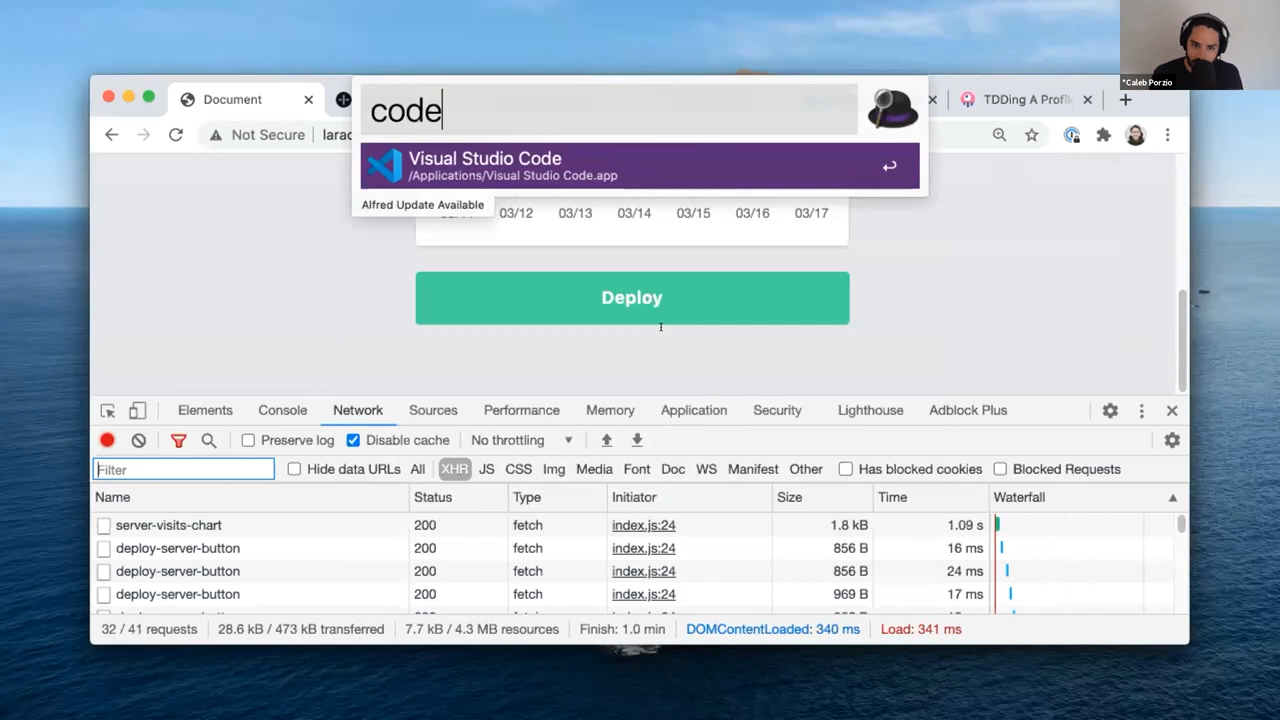 *Caleb Porzio
Document
TDDing A Profi
code
Not Secure
larac
Visual Studio Code
/Applications/Visual Studio Code.app
Alfred Update Available
03/12 03/13 03/14 03/15 03/16 03/17
Deploy
Elements Console Network Sources Performance Memory Application Security Lighthouse Adblock Plus
Preserve log Disable cache No throttling
Filter Hide data URLs All XHR JS CSS Img Media Font Doc WS Manifest Other Has blocked cookies Blocked Requests
Name Status Type Initiator Size Time Waterfall
server-visits-chart 200 fetch index.js:24 1.8 kB 1.09 s
deploy-server-button 200 fetch index.js:24 856 B 16 ms
deploy-server-button 200 fetch index.js:24 856 B 24 ms
deploy-server-button 200 fetch index.js:24 969 B 17 ms
32 / 41 requests 28.6 kB / 473 kB transferred 7.7 kB / 4.3 MB resources Finish: 1.0 min DOMContentLoaded: 340 ms Load: 341 ms